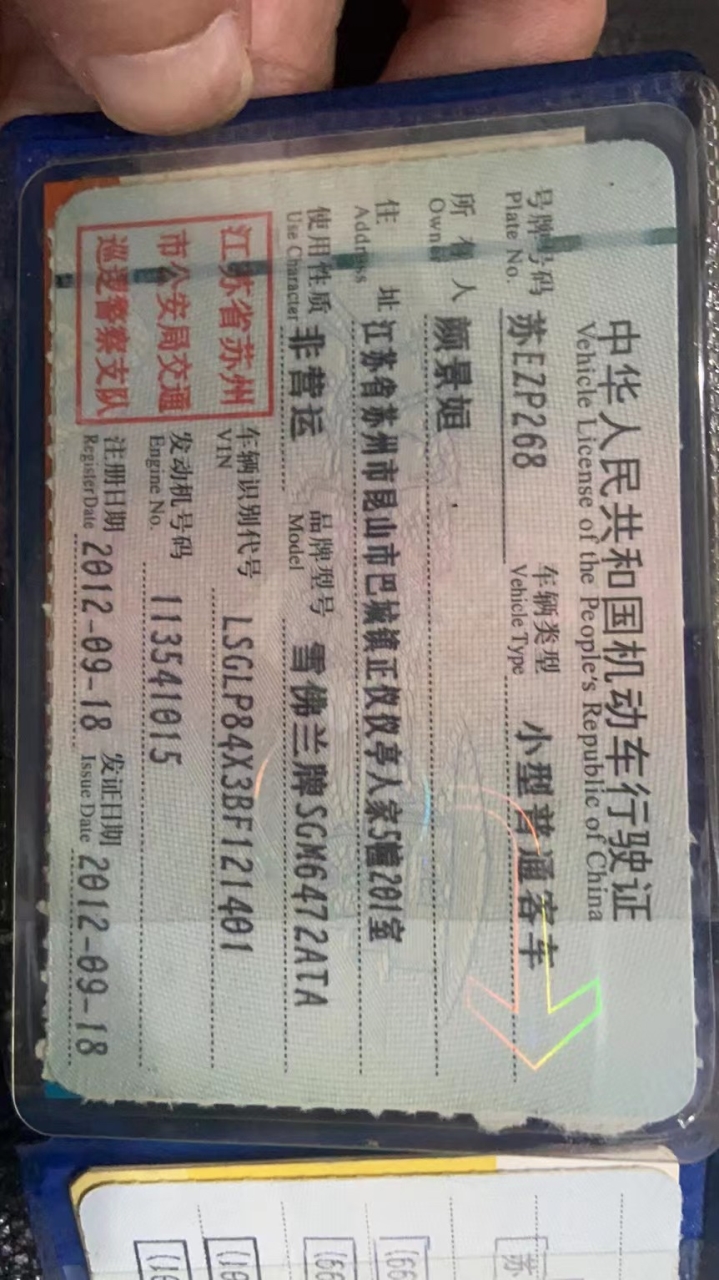 中华人民共和国机动车行驶证
Vehicle License of the People's Republic of China
号牌号码 苏EZP268 车辆类型 小型普通客车
Plate No. Vehicle Type
所有人 颜景姮
Owner
住址 江苏省苏州市昆山市巴城镇正仪仪亭人家5幢201室
Address
使用性质 非营运 品牌型号 雪佛兰牌SGM6472ATA
Use Character Model
江苏省苏州
市公安局交通
巡逻警察支队
车辆识别代号 LSGLP84X3BF121401
VIN
发动机号码 113541015
Engine No.
注册日期 2012-09-18 发证日期 2012-09-18
Register Date Issue Date
苏